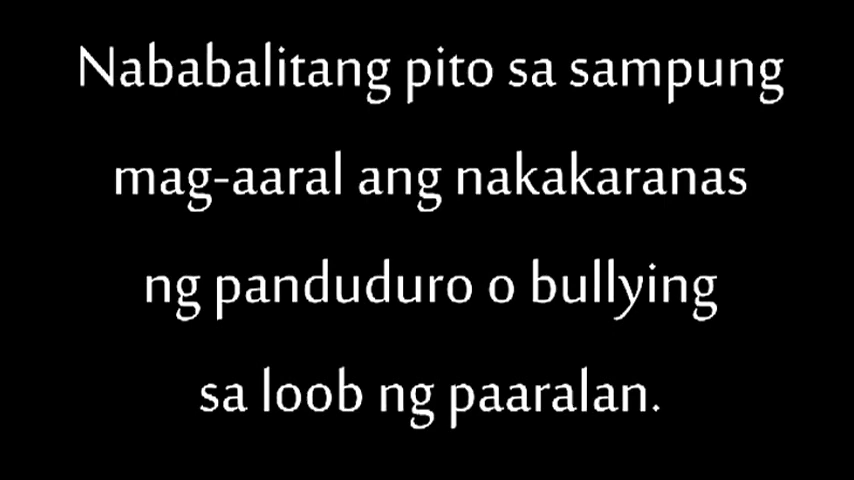 Nababalitang pito sa sampung
mag-aaral ang nakakaranas
ng panduduro o bullying
sa loob ng paaralan.